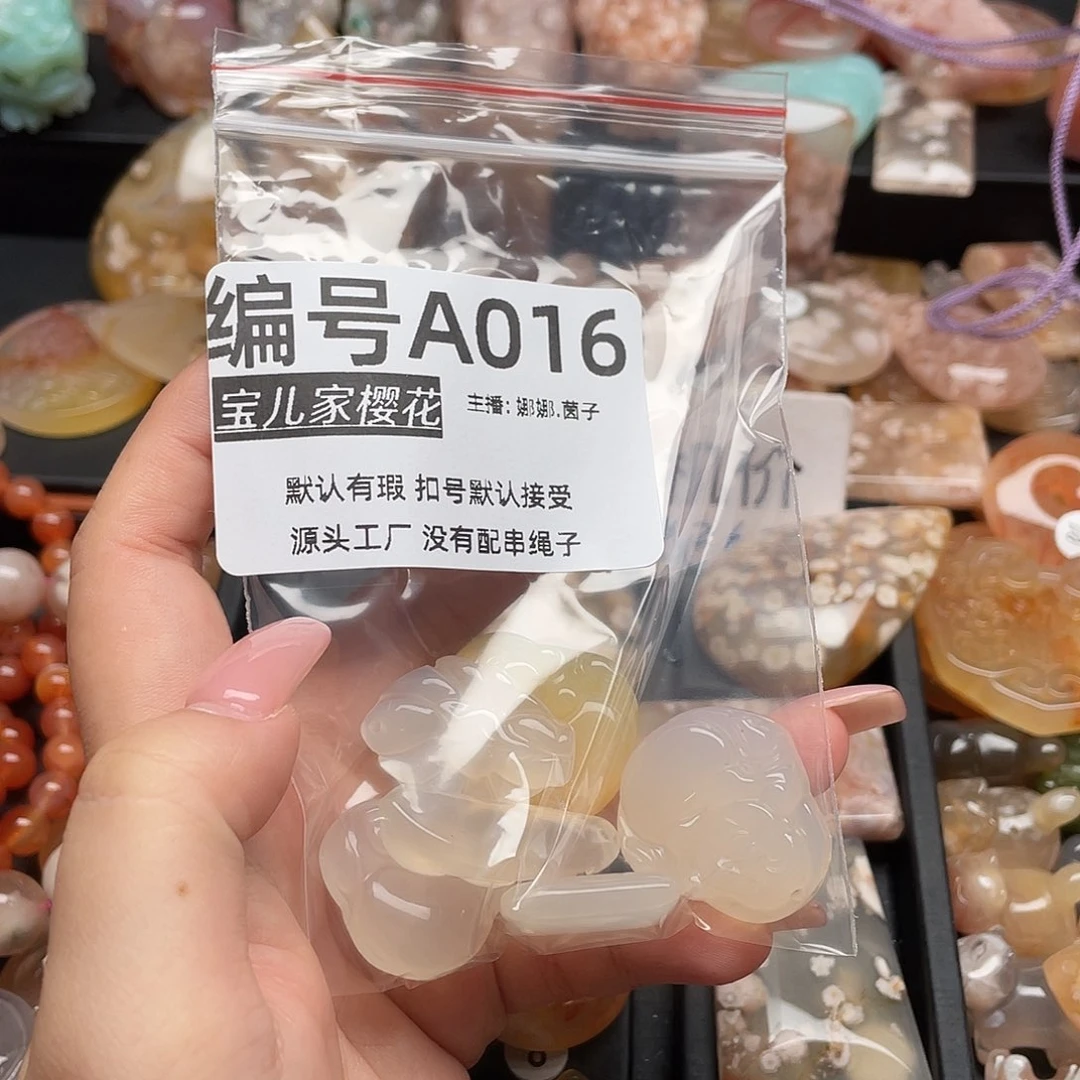 编号A016
宝儿家樱花 主播:娜娜.茵子
默认有瑕 扣号默认接受
源头工厂 没有配串绳子